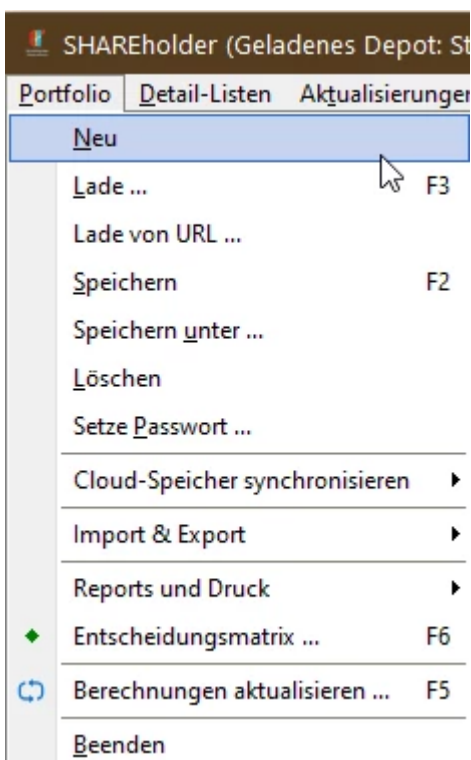 SHAREholder (Geladenes Depot: St
Portfolio Detail-Listen Aktualisierunger
Neu
Lade ... F3
Lade von URL ...
Speichern F2
Speichern unter ...
Löschen
Setze Passwort ...
Cloud-Speicher synchronisieren
Import & Export
Reports und Druck
Entscheidungsmatrix ... F6
Berechnungen aktualisieren ... F5
Beenden